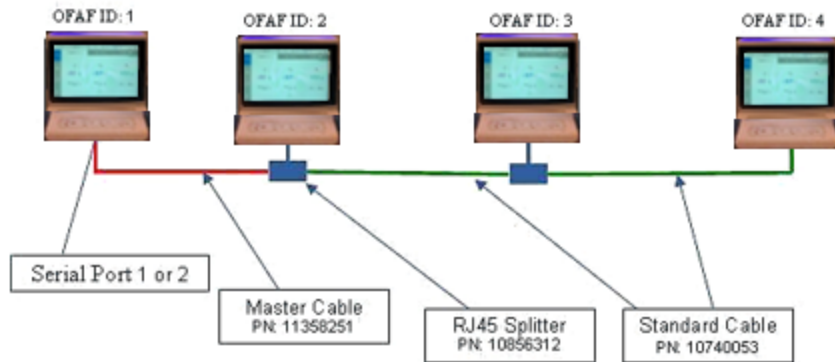 OFAF ID: 1
OFAF ID: 2
OFAF ID: 3
OFAF ID: 4
Serial Port 1 or 2
Master Cable
PN: 11358251
RJ45 Splitter
PN: 10856312
Standard Cable
PN: 10740053